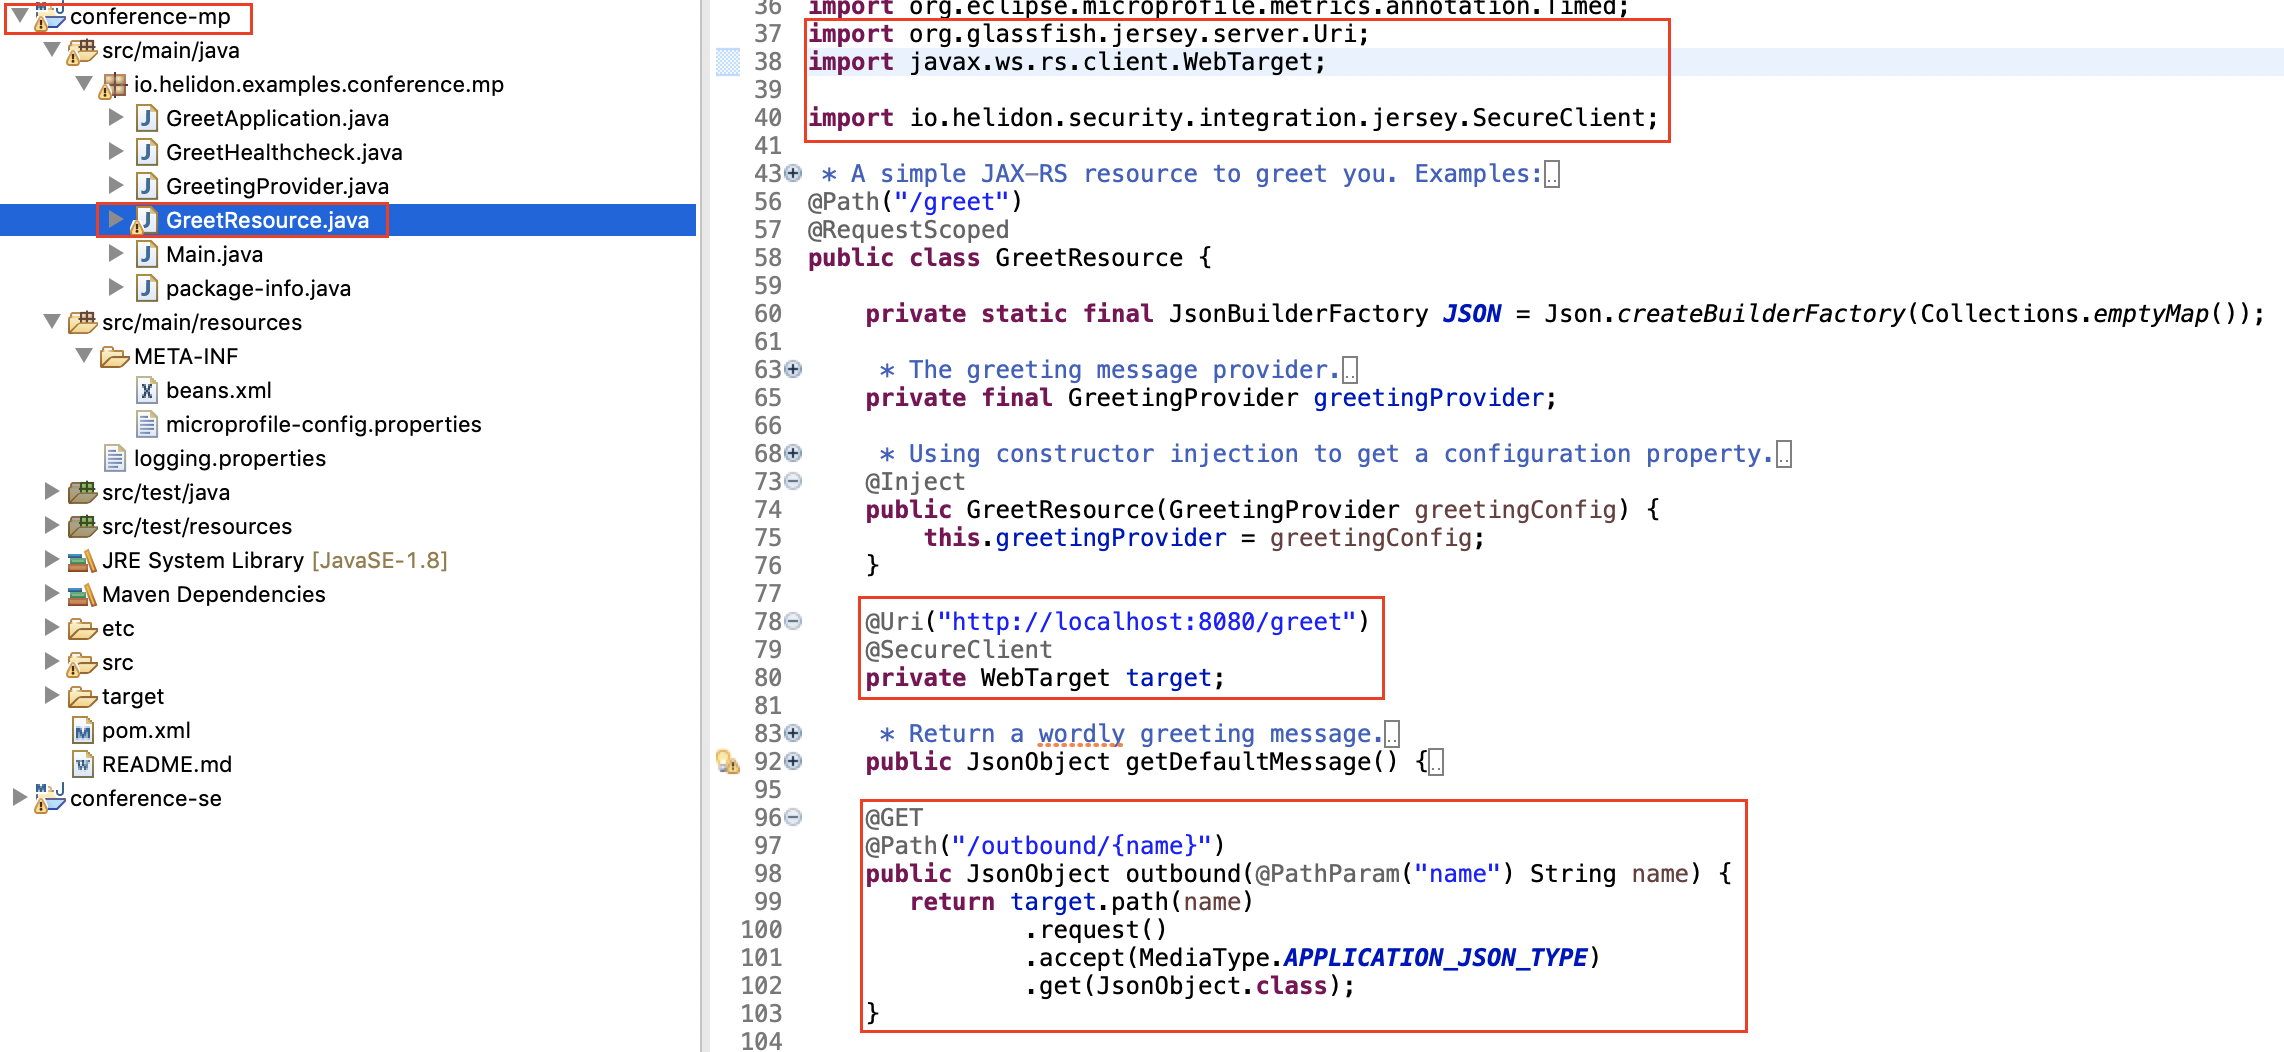 conference-mp
src/main/java
io.helidon.examples.conference.mp
GreetApplication.java
GreetHealthcheck.java
GreetingProvider.java
GreetResource.java
Main.java
package-info.java
src/main/resources
META-INF
beans.xml
microprofile-config.properties
logging.properties
src/test/java
src/test/resources
JRE System Library [JavaSE-1.8]
Maven Dependencies
etc
src
target
pom.xml
README.md
conference-se
36 import org.eclipse.microprofile.metrics.annotation.Timed;
37 import org.glassfish.jersey.server.Uri;
38 import javax.ws.rs.client.WebTarget;
39
40 import io.helidon.security.integration.jersey.SecureClient;
41
43 * A simple JAX-RS resource to greet you. Examples:..
56 @Path("/greet")
57 @RequestScoped
58 public class GreetResource {
59
60 private static final JsonBuilderFactory JSON = Json.createBuilderFactory(Collections.emptyMap());
61
63 * The greeting message provider...
65 private final GreetingProvider greetingProvider;
66
68 * Using constructor injection to get a configuration property...
73 @Inject
74 public GreetResource(GreetingProvider greetingConfig) {
75 this.greetingProvider = greetingConfig;
76 }
77
78 @Uri("http://localhost:8080/greet")
79 @SecureClient
80 private WebTarget target;
81
83 * Return a wordly greeting message...
92 public JsonObject getDefaultMessage() {..
95
96 @GET
97 @Path("/outbound/{name}")
98 public JsonObject outbound(@PathParam("name") String name) {
99 return target.path(name)
100 .request()
101 .accept(MediaType.APPLICATION_JSON_TYPE)
102 .get(JsonObject.class);
103 }
104